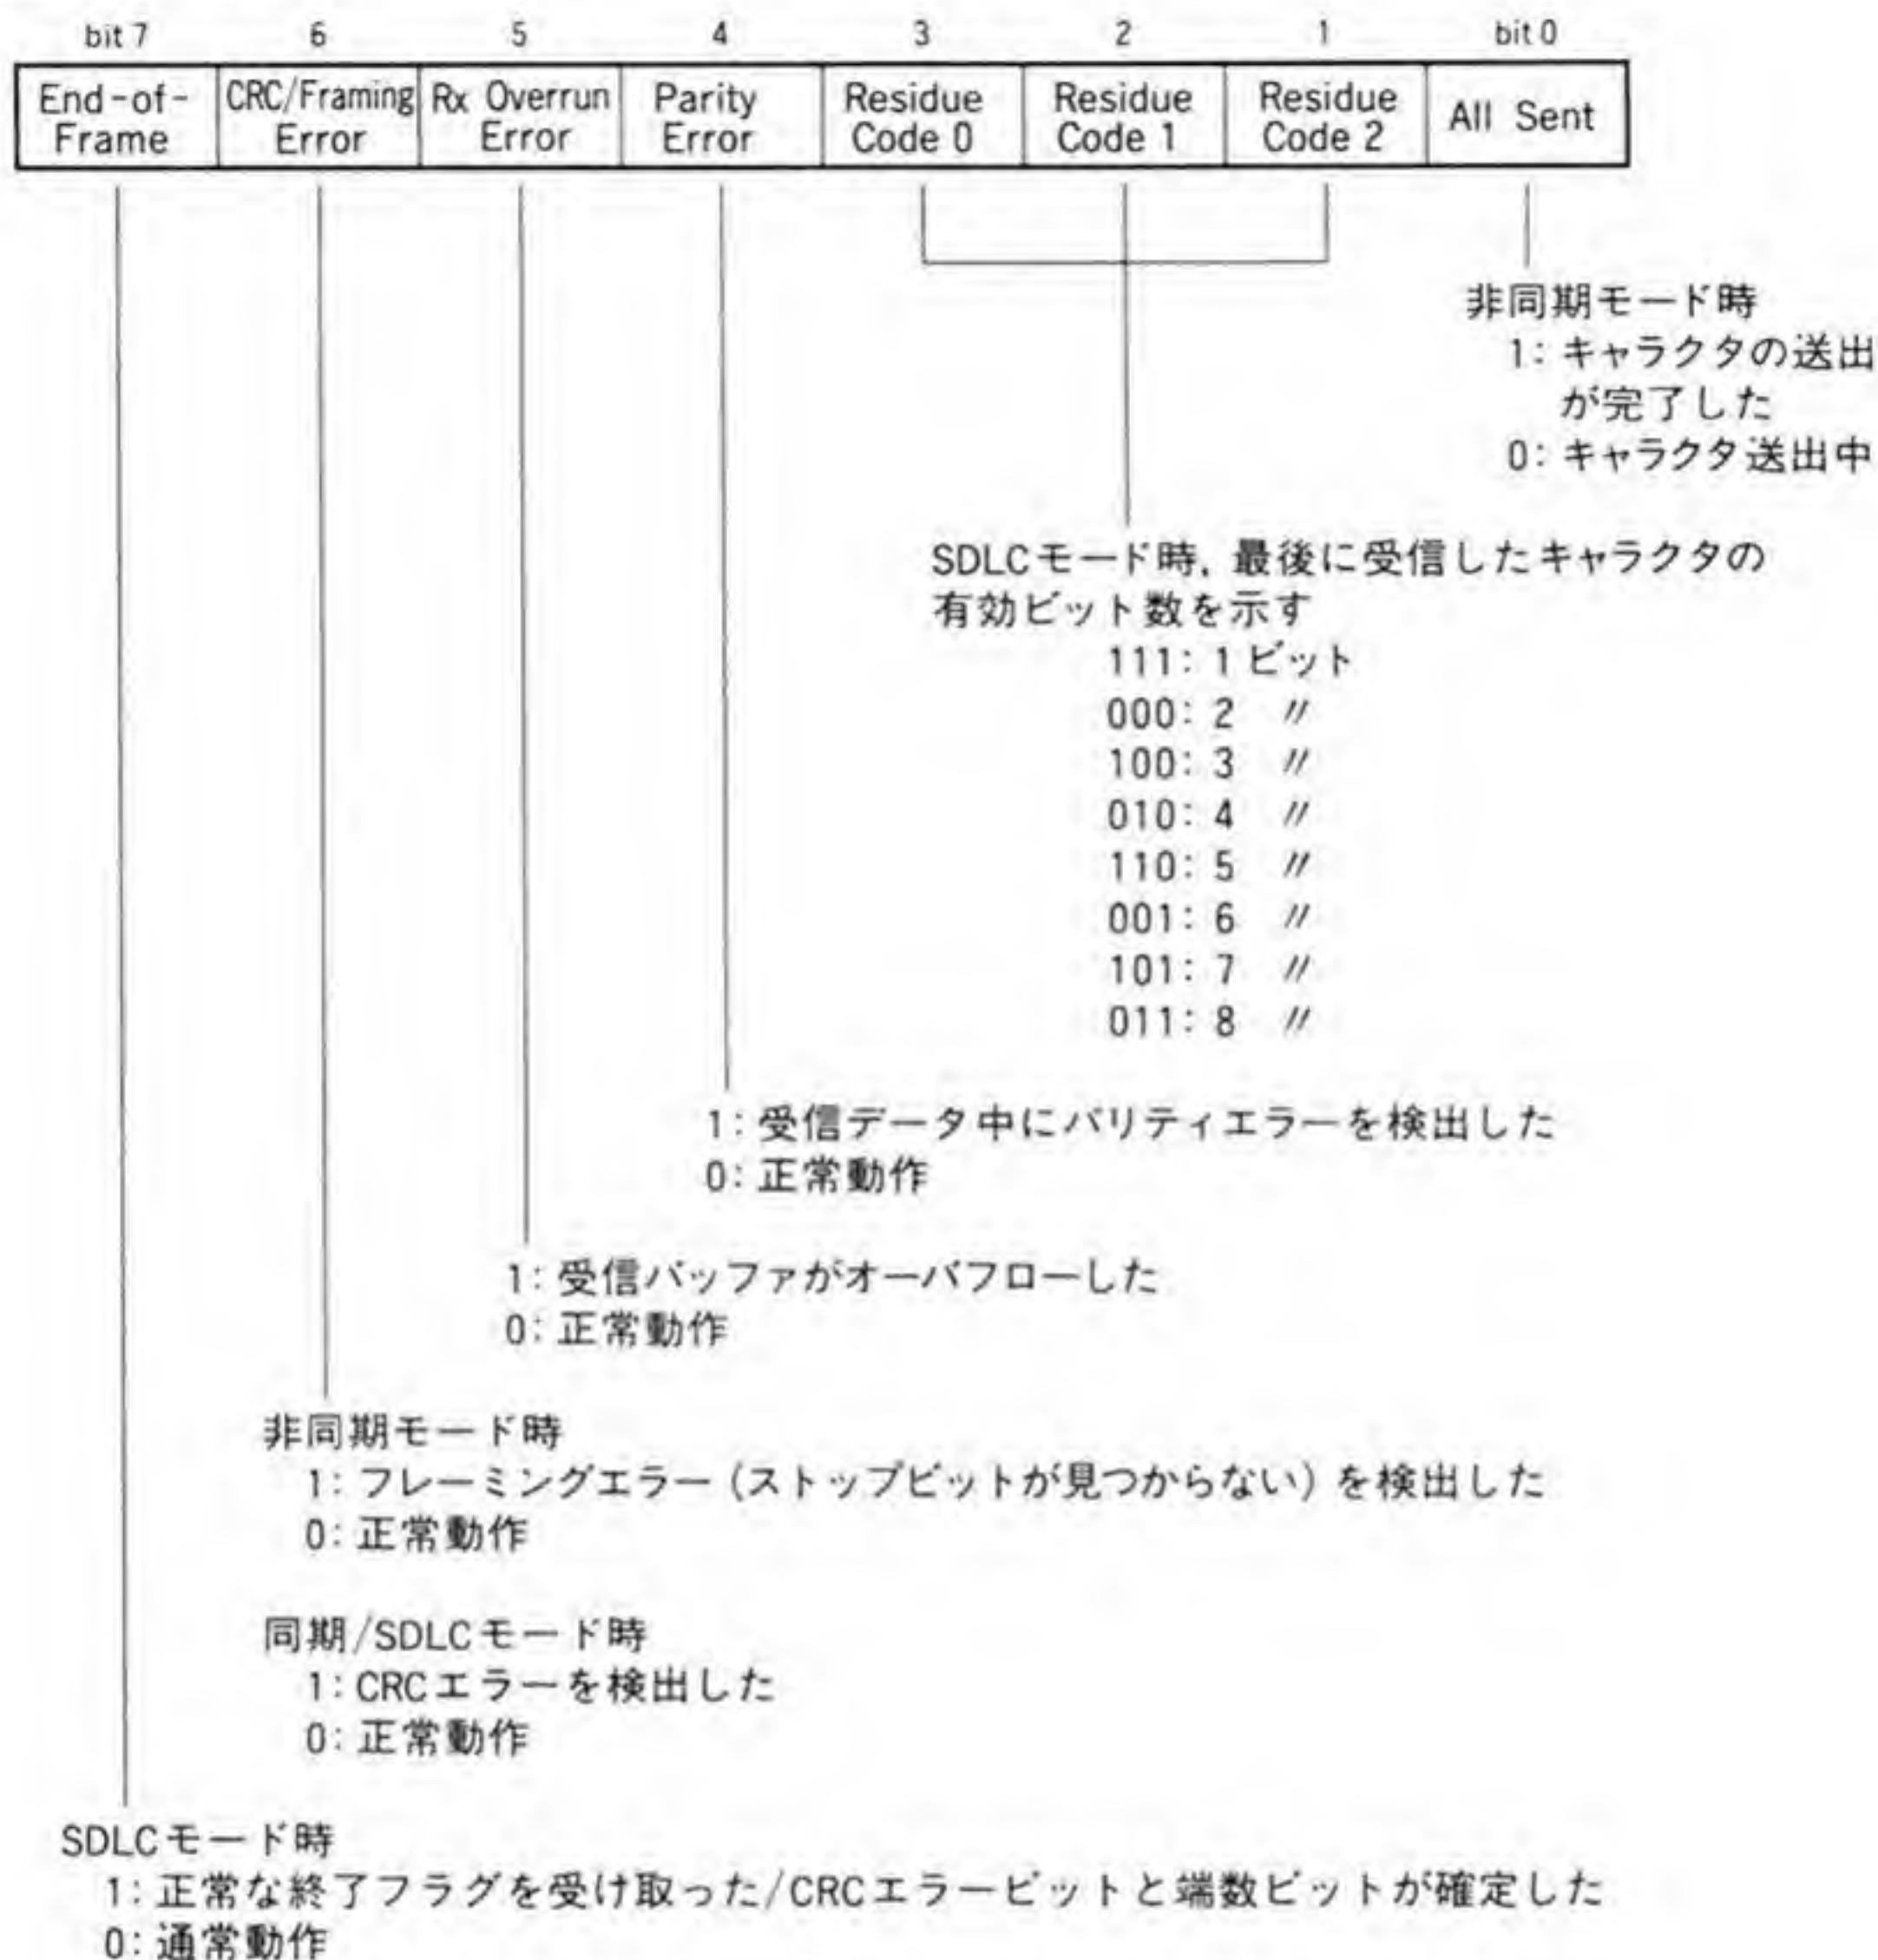 bit 7 6 5 4 3 2 1 bit 0
End-of-Frame CRC/Framing Error Rx Overrun Error Parity Error Residue Code 0 Residue Code 1 Residue Code 2 All Sent
非同期モード時
1: キャラクタの送出
が完了した
0: キャラクタ送出中
SDLCモード時, 最後に受信したキャラクタの
有効ビット数を示す
111: 1 ビット
000: 2 〃
100: 3 〃
010: 4 〃
110: 5 〃
001: 6 〃
101: 7 〃
011: 8 〃
1: 受信データ中にパリティエラーを検出した
0: 正常動作
1: 受信バッファがオーバフローした
0: 正常動作
非同期モード時
1: フレーミングエラー (ストップビットが見つからない) を検出した
0: 正常動作
同期/SDLCモード時
1: CRCエラーを検出した
0: 正常動作
SDLCモード時
1: 正常な終了フラグを受け取った/CRCエラービットと端数ビットが確定した
0: 通常動作